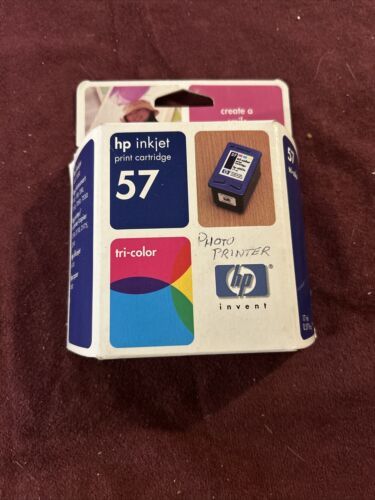 create a
hp inkjet
print cartridge
57
tri-color
PHOTO
PRINTER
hp
invent
57